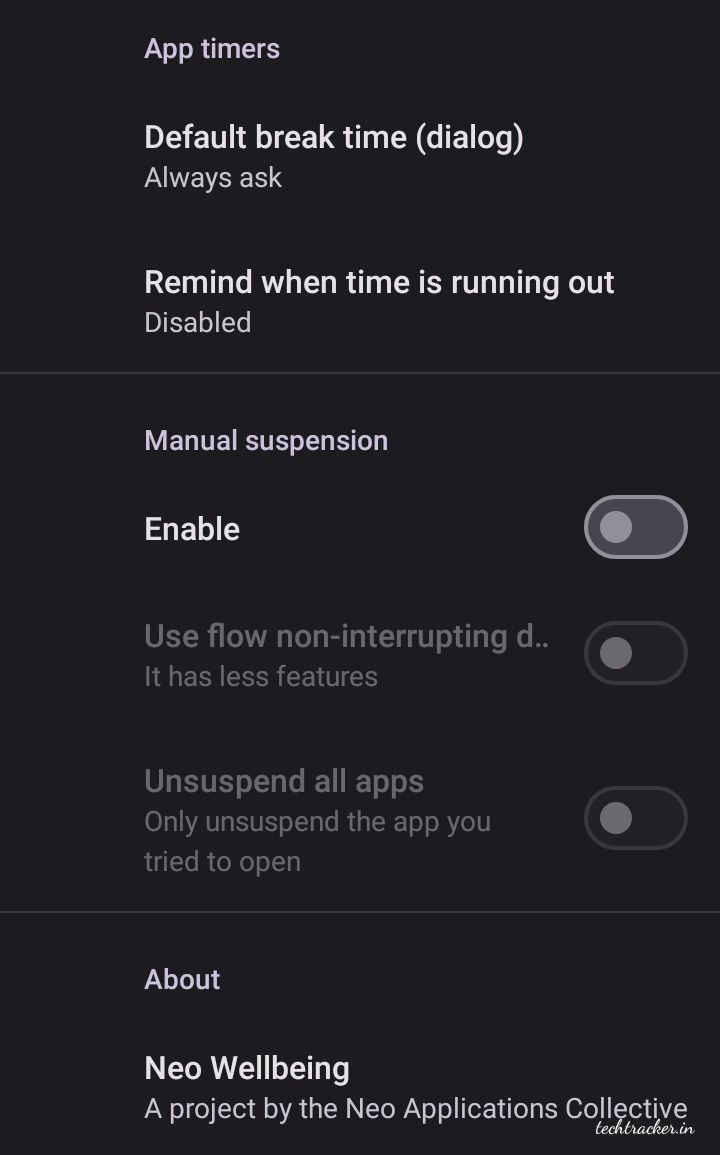 App timers
Default break time (dialog)
Always ask
Remind when time is running out
Disabled
Manual suspension
Enable
Use flow non-interrupting d..
It has less features
Unsuspend all apps
Only unsuspend the app you
tried to open
About
Neo Wellbeing
A project by the Neo Applications Collective
techtracker.in